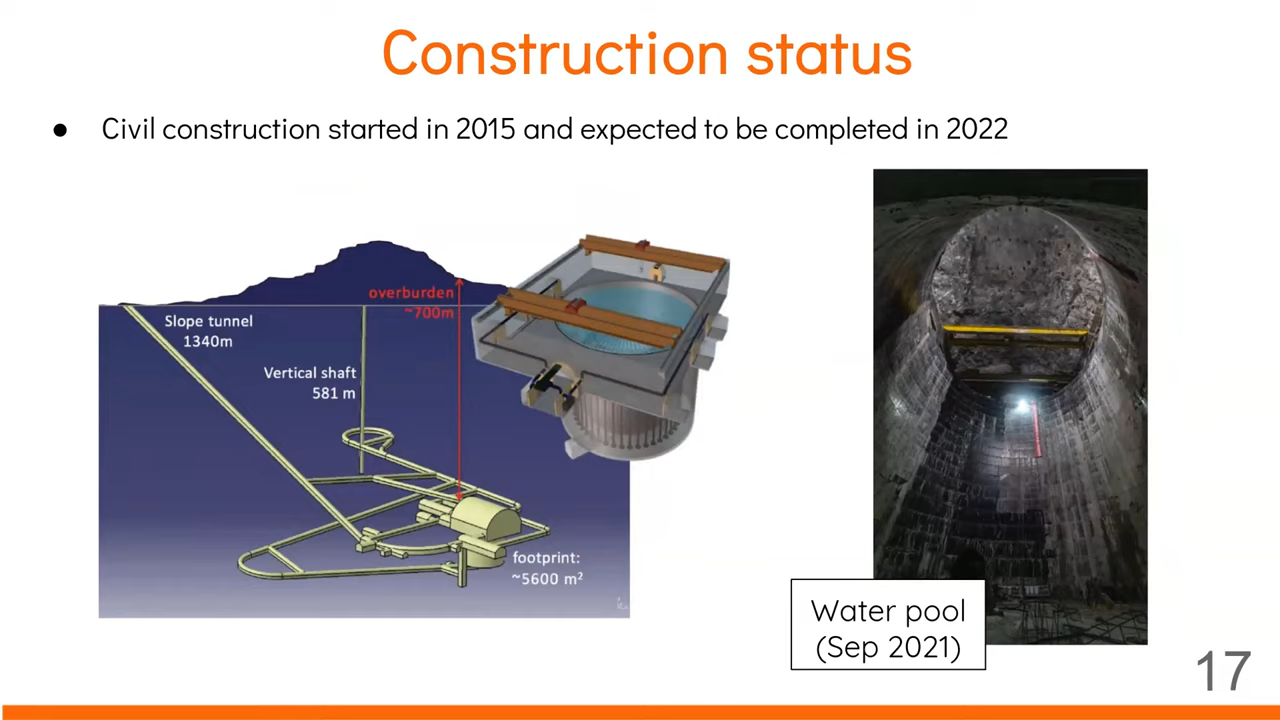 Construction status
● Civil construction started in 2015 and expected to be completed in 2022
overburden
~700m
Slope tunnel
1340m
Vertical shaft
581 m
footprint:
~5600 m²
Water pool
(Sep 2021)
17